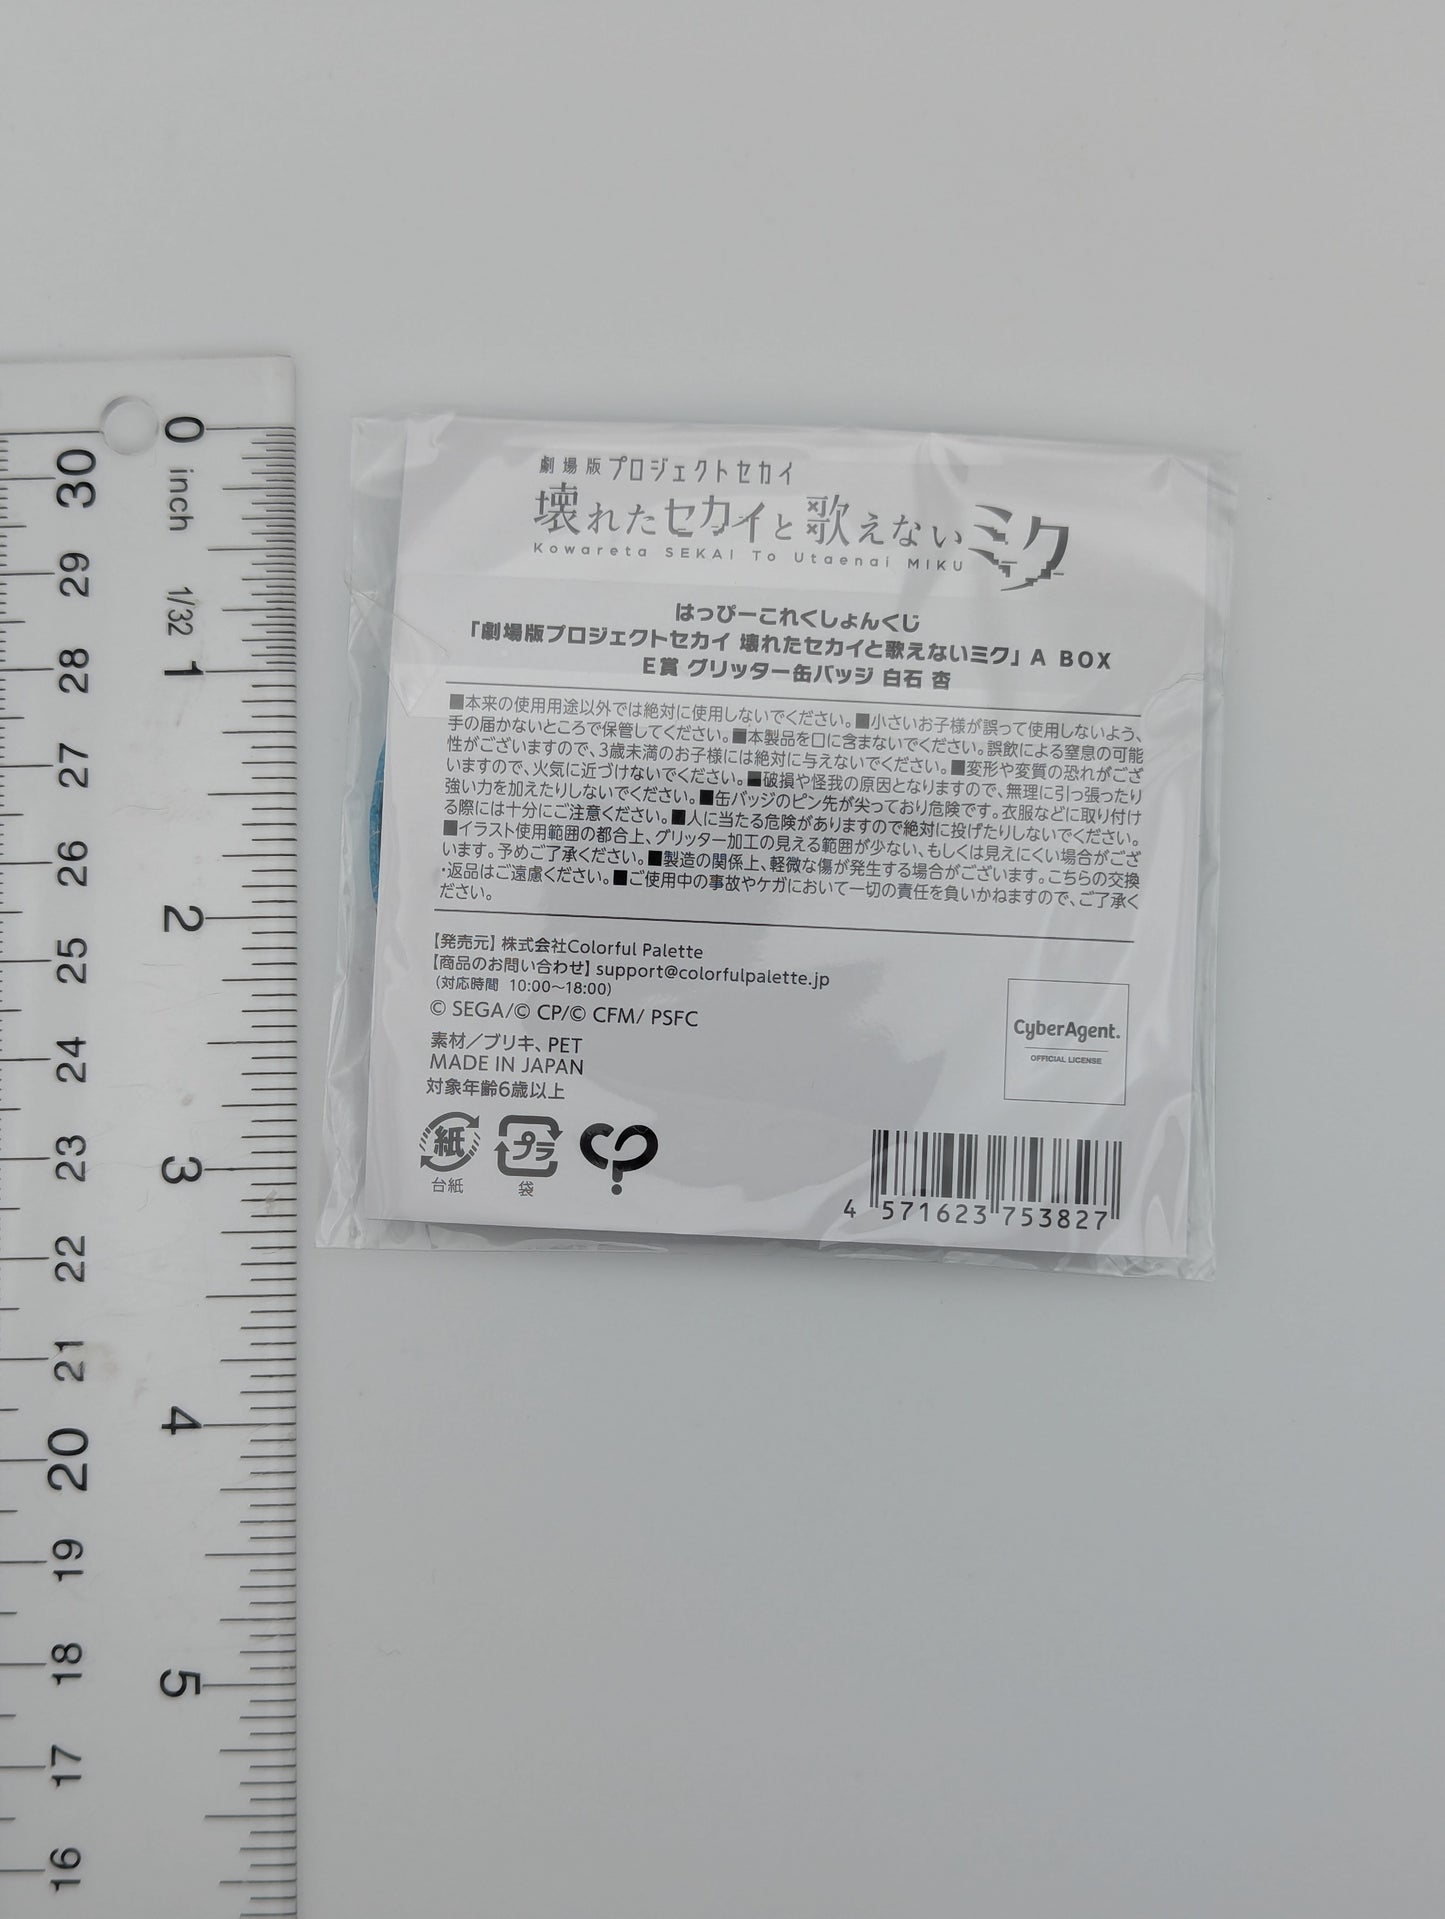 0
inch
1/32
1
2
3
4
5
30
29
28
27
26
25
24
23
22
21
20
19
18
17
16
劇場版プロジェクトセカイ
壊れたセカイと歌えないミク
Kowareta SEKAI To Utaenai MIKU
はっぴーこれくしょんくじ
「劇場版プロジェクトセカイ 壊れたセカイと歌えないミク」 A BOX
E賞 グリッター缶バッジ 白石 杏
■本来の使用用途以外では絶対に使用しないでください。■小さいお子様が誤って使用しないよう、
手の届かないところで保管してください。■本製品を口に含まないでください。誤飲による窒息の可能
性がございますので、3歳未満のお子様には絶対に与えないでください。■変形や変質の恐れがござ
いますので、火気に近づけないでください。■破損や怪我の原因となりますので、無理に引っ張ったり
強い力を加えたりしないでください。■缶バッジのピン先が尖っており危険です。衣服などに取り付け
る際には十分にご注意ください。■人に当たる危険がありますので絶対に投げたりしないでください。
■イラスト使用範囲の都合上、グリッター加工の見える範囲が少ない、もしくは見えにくい場合がござ
います。予めご了承ください。■製造の関係上、軽微な傷が発生する場合がございます。こちらの交換
・返品はご遠慮ください。■ご使用中の事故やケガにおいて一切の責任を負いかねますので、ご了承く
ださい。
【発売元】 株式会社Colorful Palette
【商品のお問い合わせ】 support@colorfulpalette.jp
(対応時間 10:00～18:00)
© SEGA/© CP/© CFM/ PSFC
素材／ブリキ、PET
MADE IN JAPAN
対象年齢6歳以上
CyberAgent.
OFFICIAL LICENSE
紙
台紙
プラ
袋
4 571623 753827